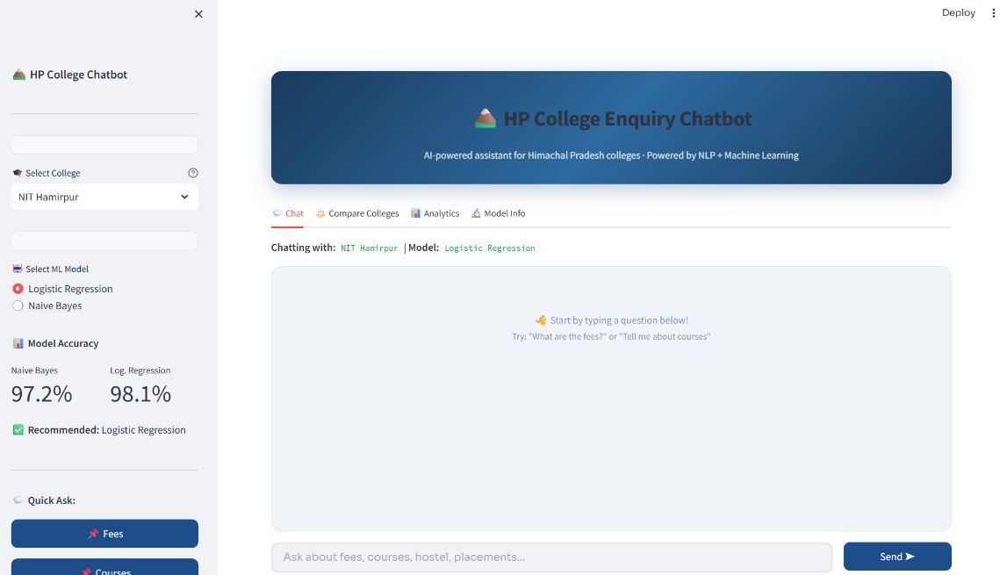 Deploy
HP College Chatbot
Select College
NIT Hamirpur
Select ML Model
Logistic Regression
Naive Bayes
Model Accuracy
Naive Bayes Log. Regression
97.2% 98.1%
Recommended: Logistic Regression
Quick Ask:
Fees
Courses
HP College Enquiry Chatbot
AI-powered assistant for Himachal Pradesh colleges · Powered by NLP + Machine Learning
Chat Compare Colleges Analytics Model Info
Chatting with: NIT Hamirpur | Model: Logistic Regression
Start by typing a question below!
Try: "What are the fees?" or "Tell me about courses"
Ask about fees, courses, hostel, placements...
Send ➤